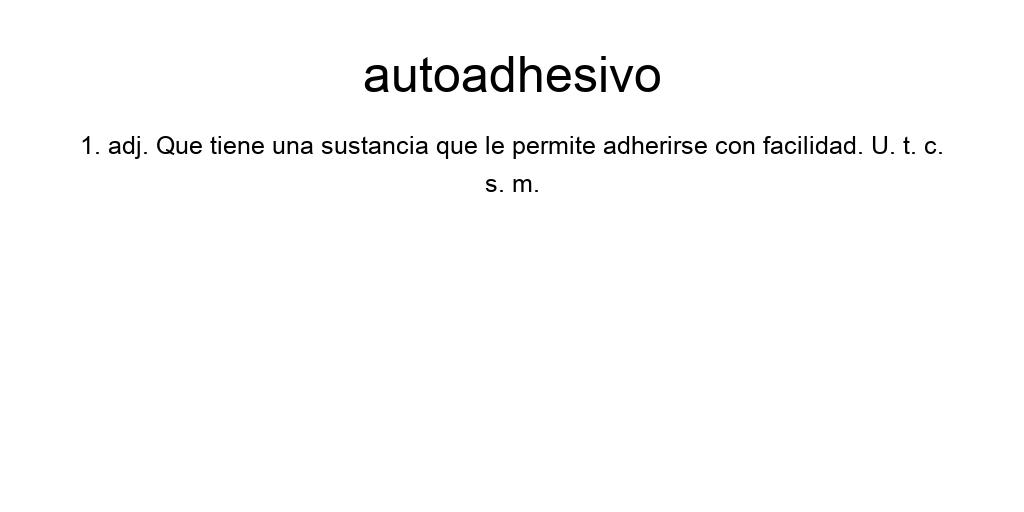 autoadhesivo
1. adj. Que tiene una sustancia que le permite adherirse con facilidad. U. t. c.
s. m.